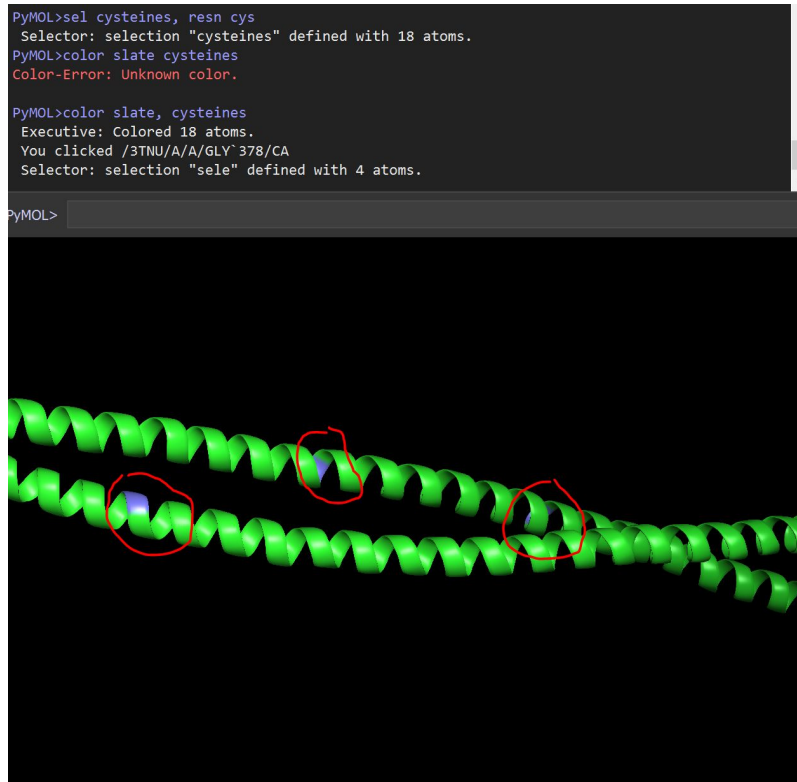 PyMOL>sel cysteines, resn cys
Selector: selection "cysteines" defined with 18 atoms.
PyMOL>color slate cysteines
Color-Error: Unknown color.
PyMOL>color slate, cysteines
Executive: Colored 18 atoms.
You clicked /3TNU/A/A/GLY`378/CA
Selector: selection "sele" defined with 4 atoms.
PyMOL>